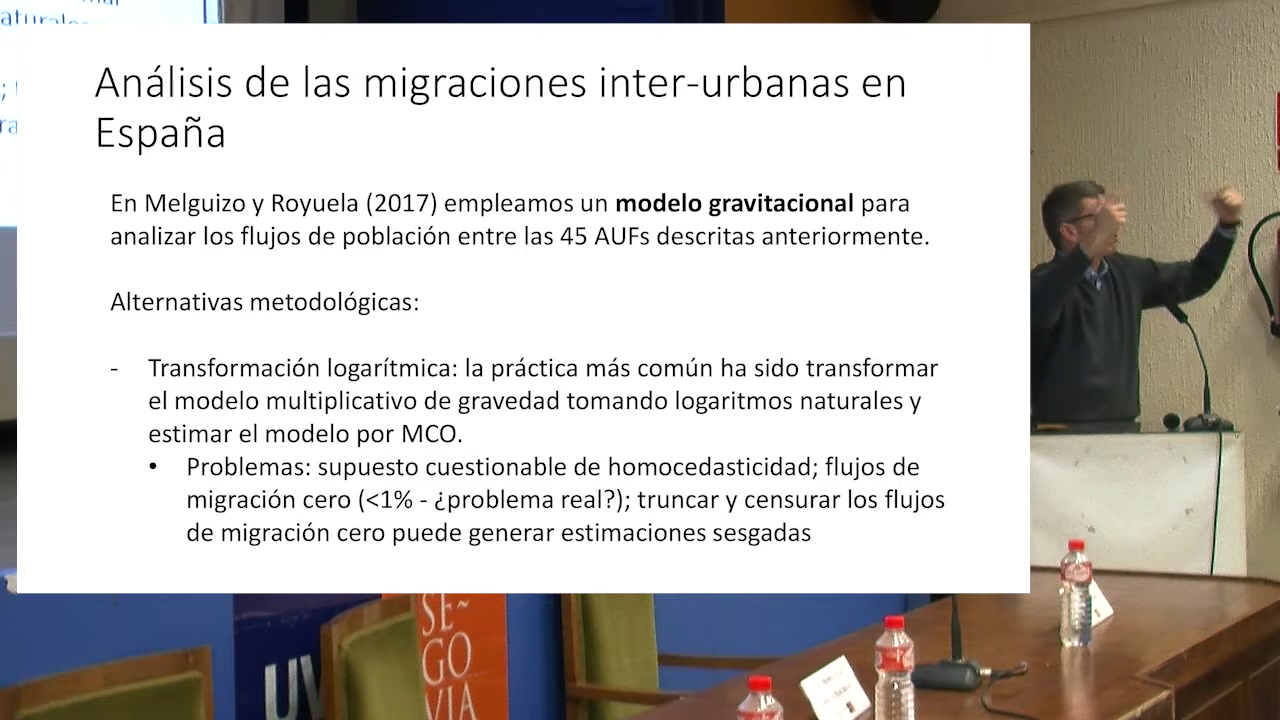 Análisis de las migraciones inter-urbanas en
España
En Melguizo y Royuela (2017) empleamos un modelo gravitacional para
analizar los flujos de población entre las 45 AUFs descritas anteriormente.
Alternativas metodológicas:
- Transformación logarítmica: la práctica más común ha sido transformar
el modelo multiplicativo de gravedad tomando logaritmos naturales y
estimar el modelo por MCO.
• Problemas: supuesto cuestionable de homocedasticidad; flujos de
migración cero (<1% - ¿problema real?); truncar y censurar los flujos
de migración cero puede generar estimaciones sesgadas
SE~
GO
VIA